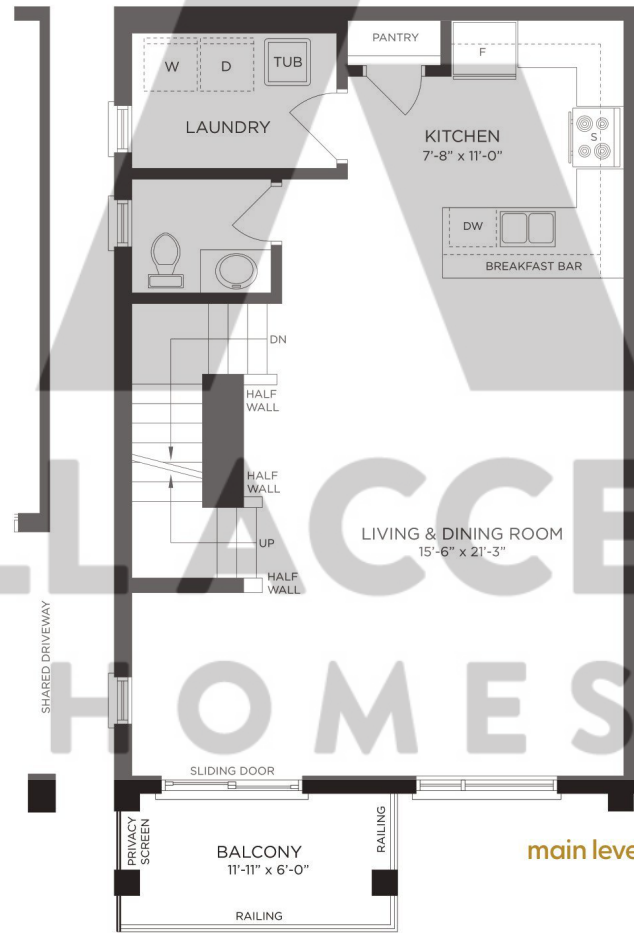 PANTRY
W
D
TUB
F
LAUNDRY
KITCHEN
7'-8" x 11'-0"
S
DW
BREAKFAST BAR
DN
HALF
WALL
HALF
WALL
UP
HALF
WALL
LIVING & DINING ROOM
15'-6" x 21'-3"
LL ACCE
HOMES
SHARED DRIVEWAY
SLIDING DOOR
PRIVACY
SCREEN
BALCONY
11'-11" x 6'-0"
RAILING
RAILING
main leve